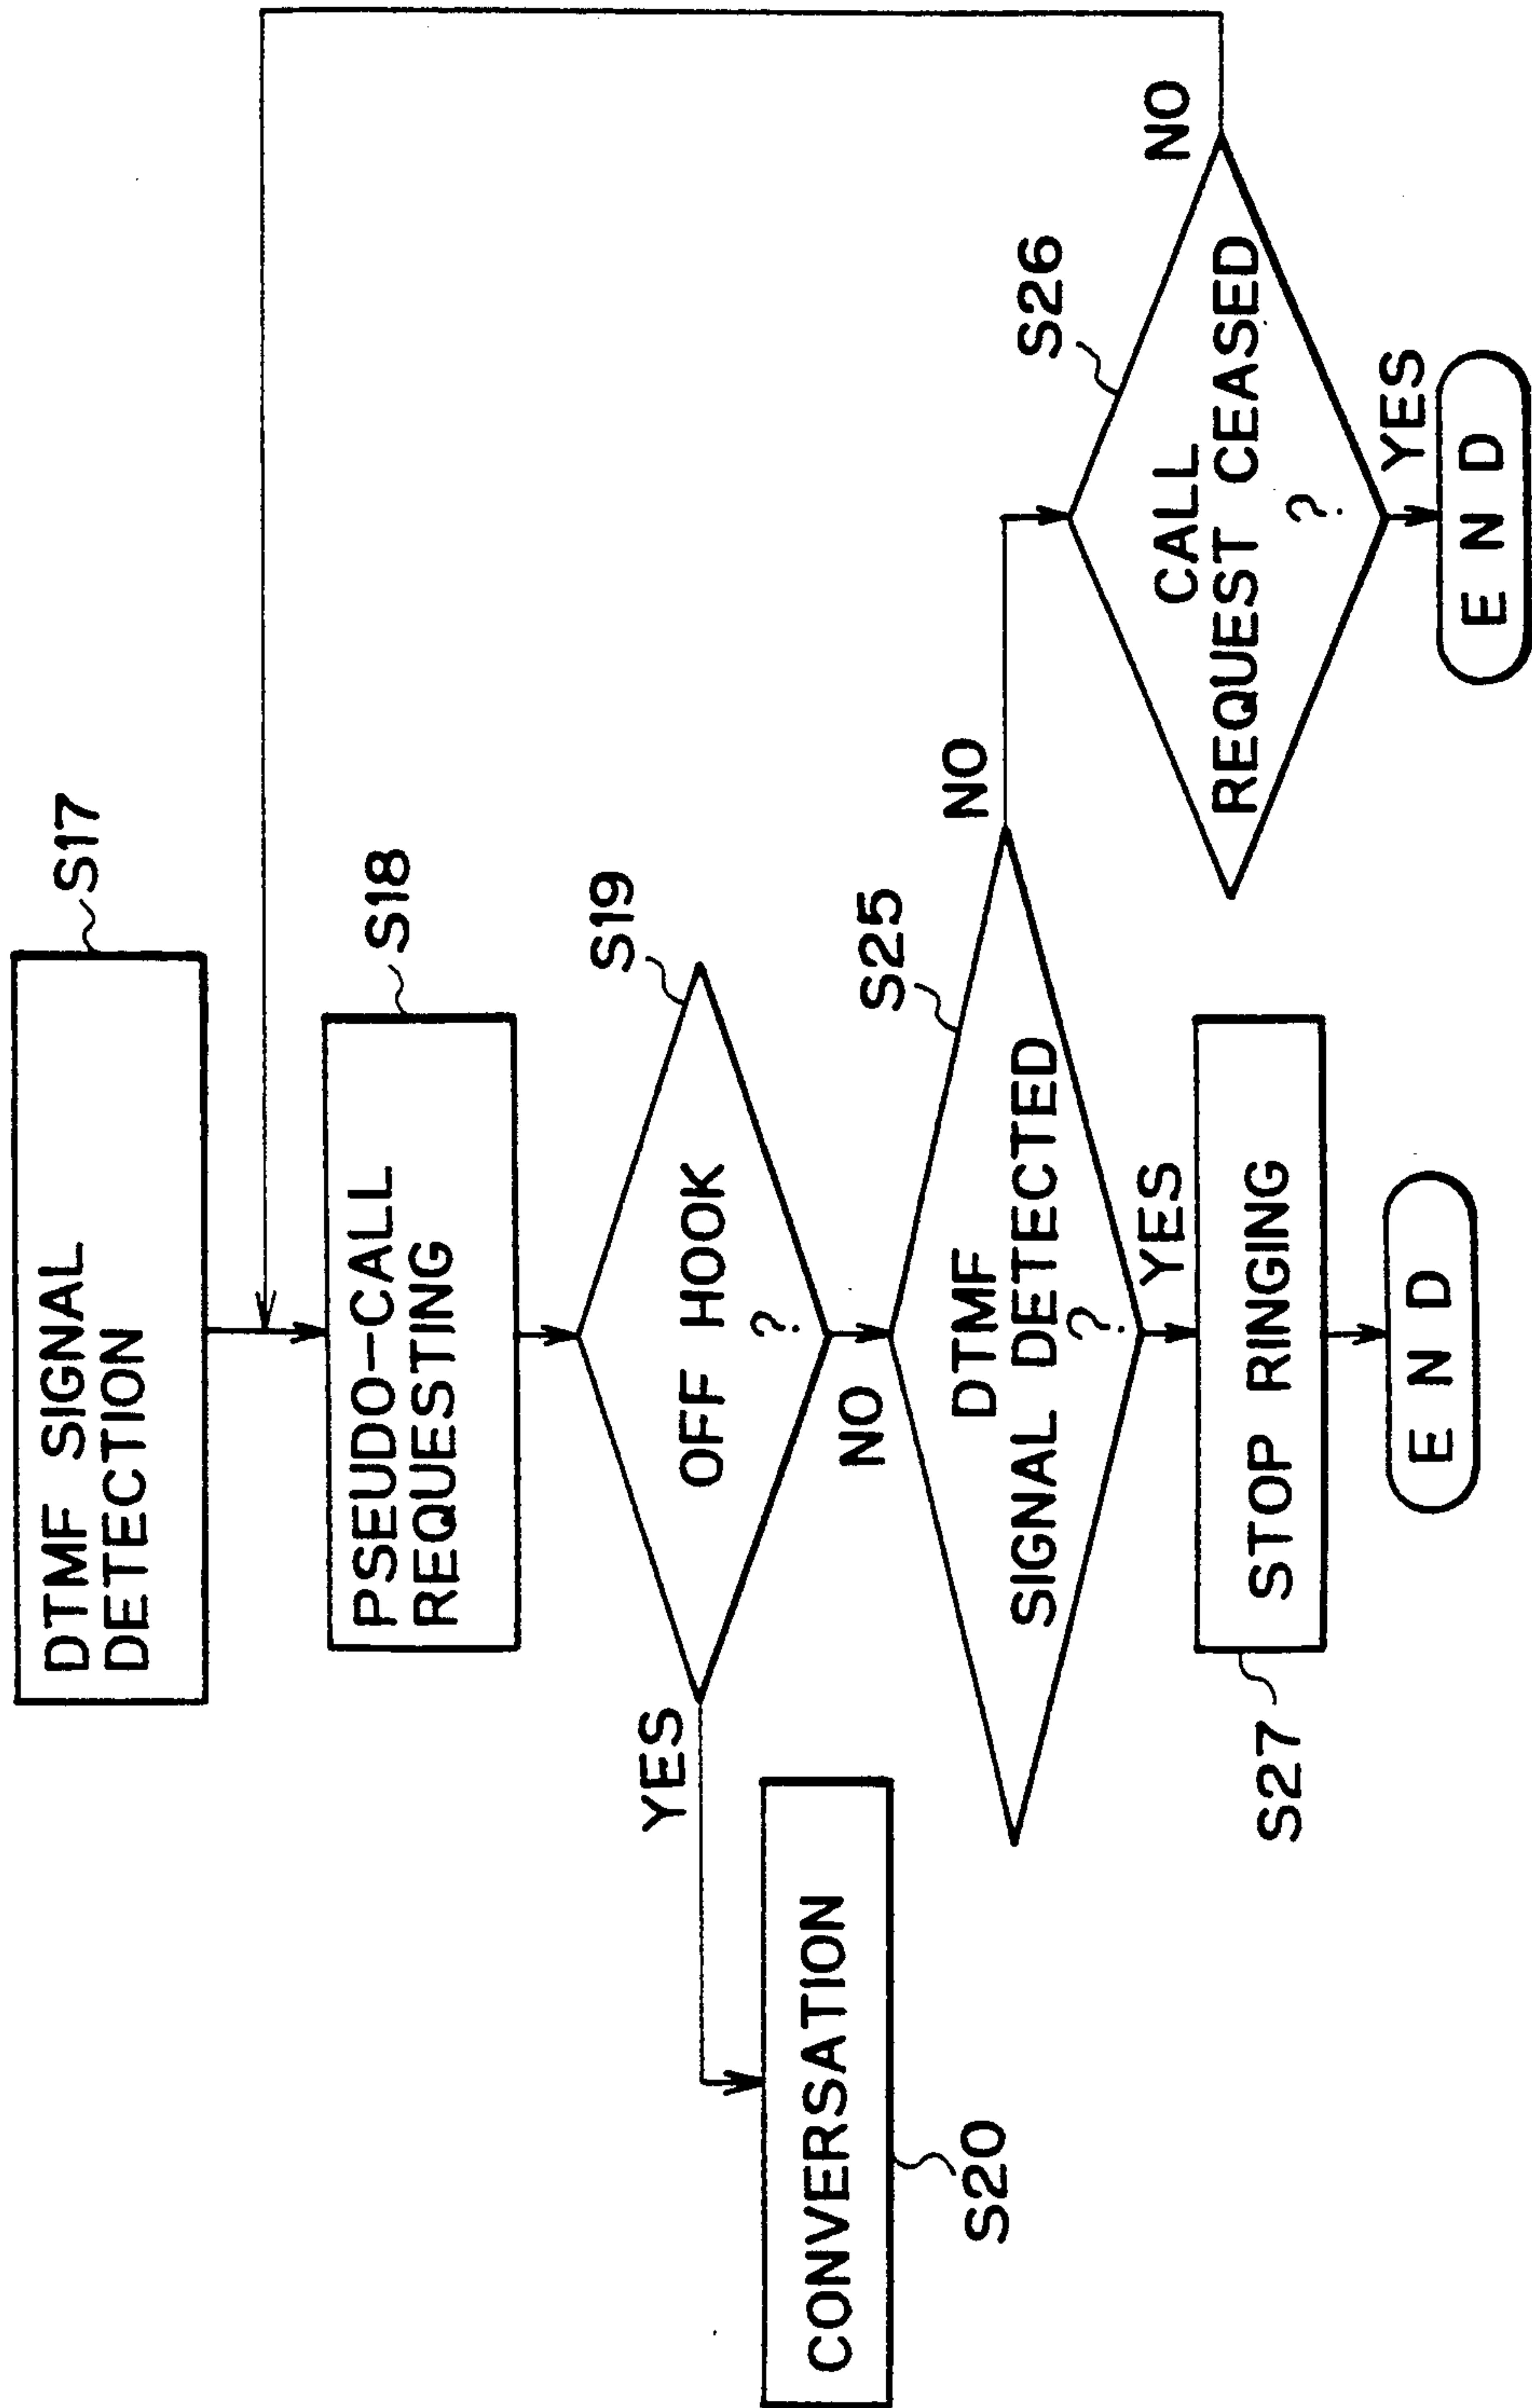 DTMF SIGNAL
DETECTION
S17
PSEUDO-CALL
REQUESTING
S18
OFF HOOK
?
S19
YES
NO
CONVERSATION
S20
DTMF
SIGNAL DETECTED
?
S25
NO
YES
CALL
REQUEST CEASED
?
S26
NO
YES
END
STOP RINGING
S27
END